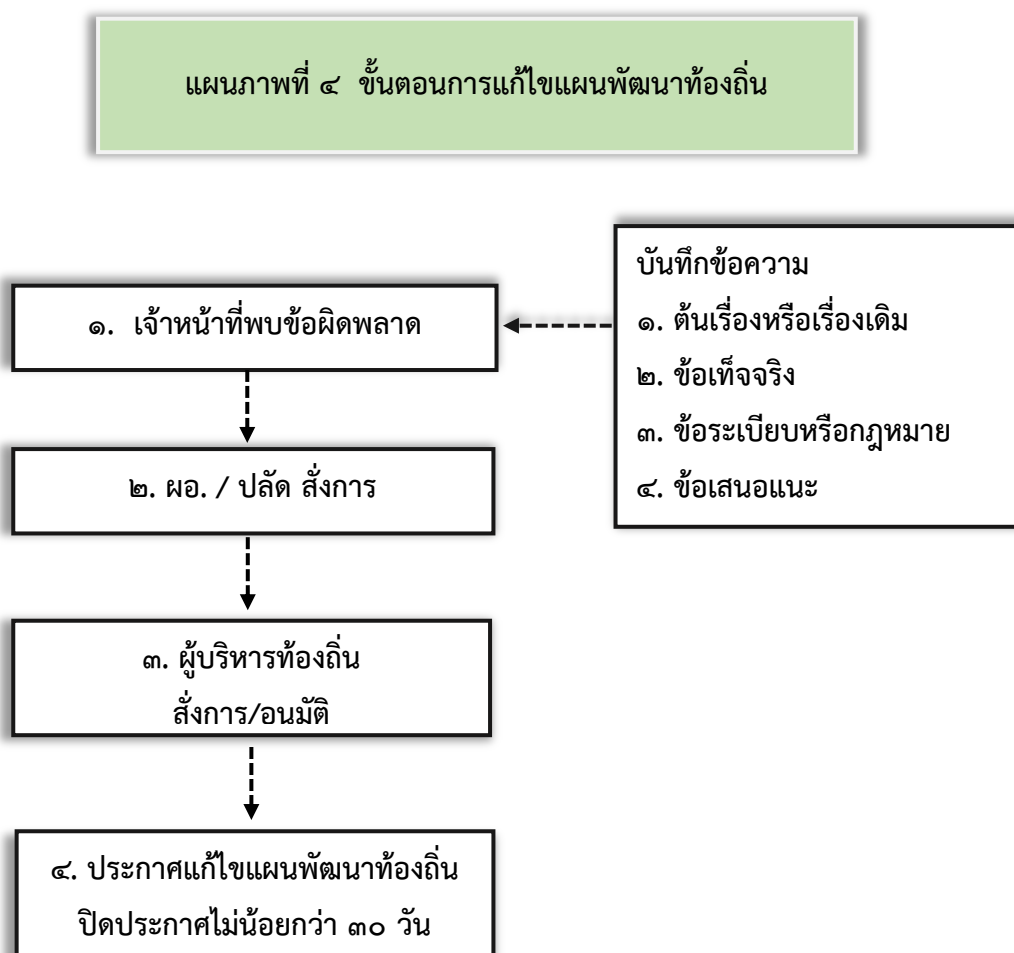 แผนภาพที่ ๔ ขั้นตอนการแก้ไขแผนพัฒนาท้องถิ่น
บันทึกข้อความ
๑. ต้นเรื่องหรือเรื่องเดิม
๒. ข้อเท็จจริง
๓. ข้อระเบียบหรือกฎหมาย
๔. ข้อเสนอแนะ
๑. เจ้าหน้าที่พบข้อผิดพลาด
๒. ผอ. / ปลัด สั่งการ
๓. ผู้บริหารท้องถิ่น
สั่งการ/อนมัติ
๔. ประกาศแก้ไขแผนพัฒนาท้องถิ่น
ปิดประกาศไม่น้อยกว่า ๓๐ วัน